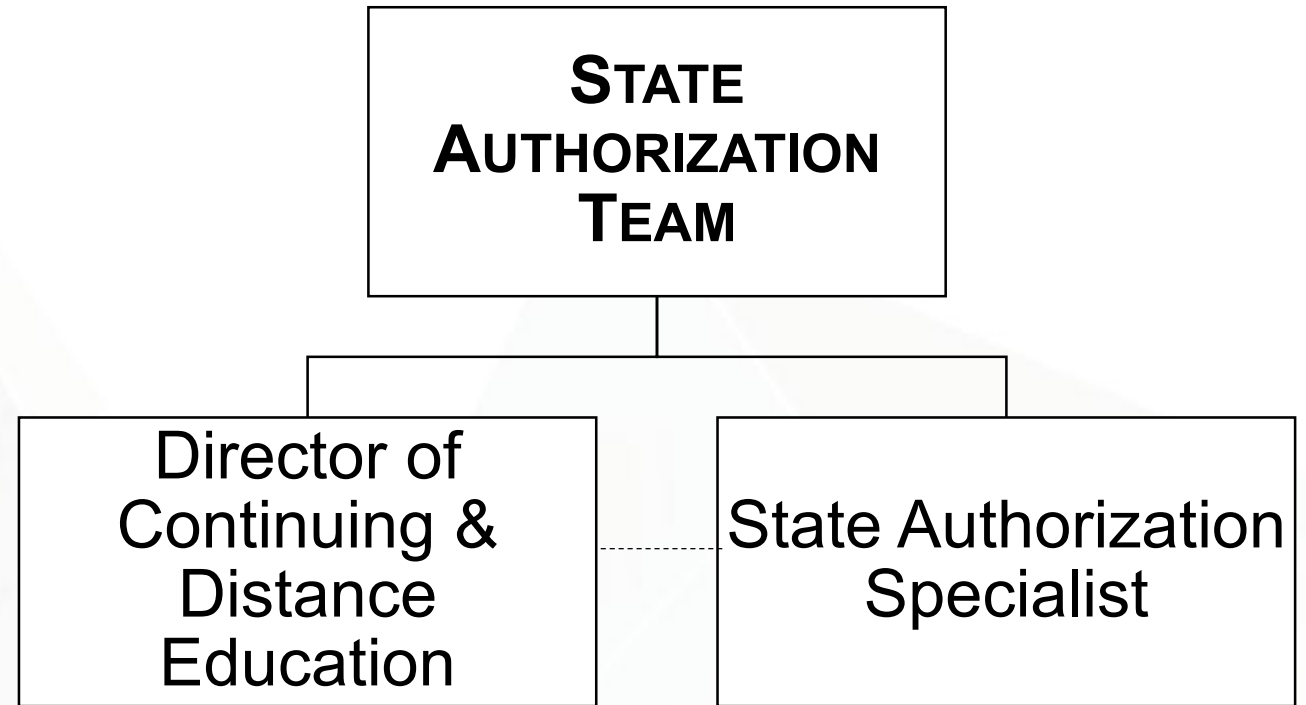 STATE
AUTHORIZATION
TEAM
Director of
Continuing &
Distance
Education
State Authorization
Specialist